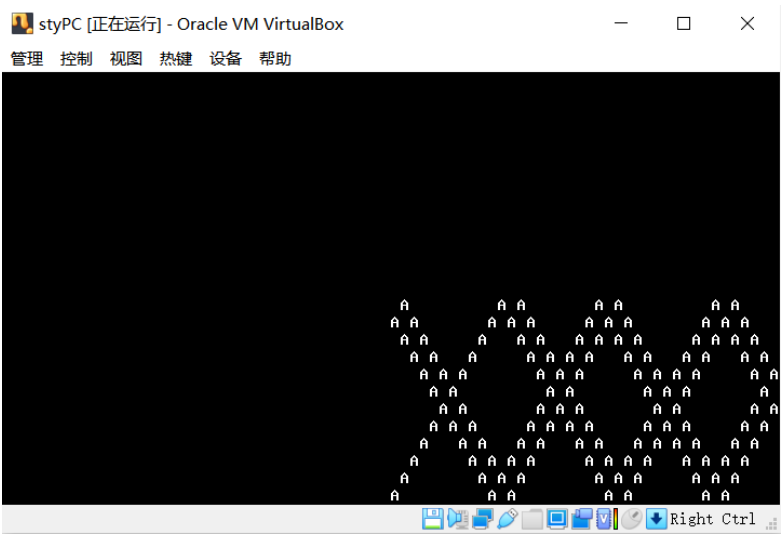 styPC [正在运行] - Oracle VM VirtualBox
管理 控制 视图 热键 设备 帮助
A A A A A A A
A A A A A A A A A A A
A A A A A A A A A A A A A
A A A A A A A A A A A A A A
A A A A A A A A A A A A
A A A A A A A
A A A A A A A A A
A A A A A A A A A A A A A
A A A A A A A A A A A A A
A A A A A A A A A A A A A
A A A A A A A A A A
A A A A A A A
Right Ctrl